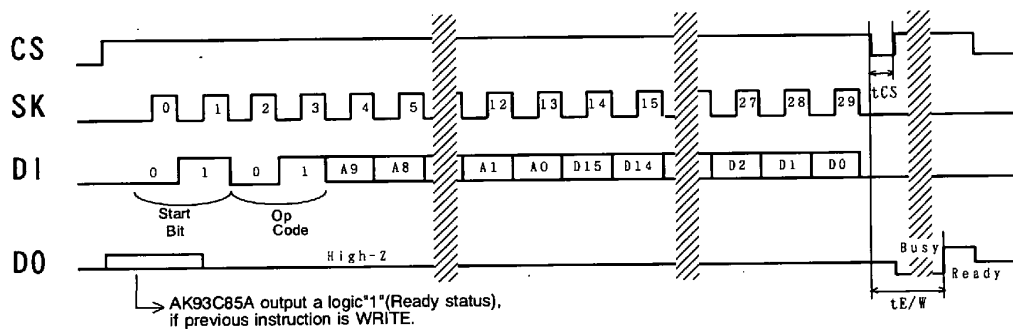 CS
tCS
SK 0 1 2 3 4 5 12 13 14 15 27 28 29
DI 0 1 0 1 A9 A8 A1 A0 D15 D14 D2 D1 D0
Start
Bit
Op
Code
DO High-Z Busy
Ready
tE/W
AK93C85A output a logic"1"(Ready status),
if previous instruction is WRITE.